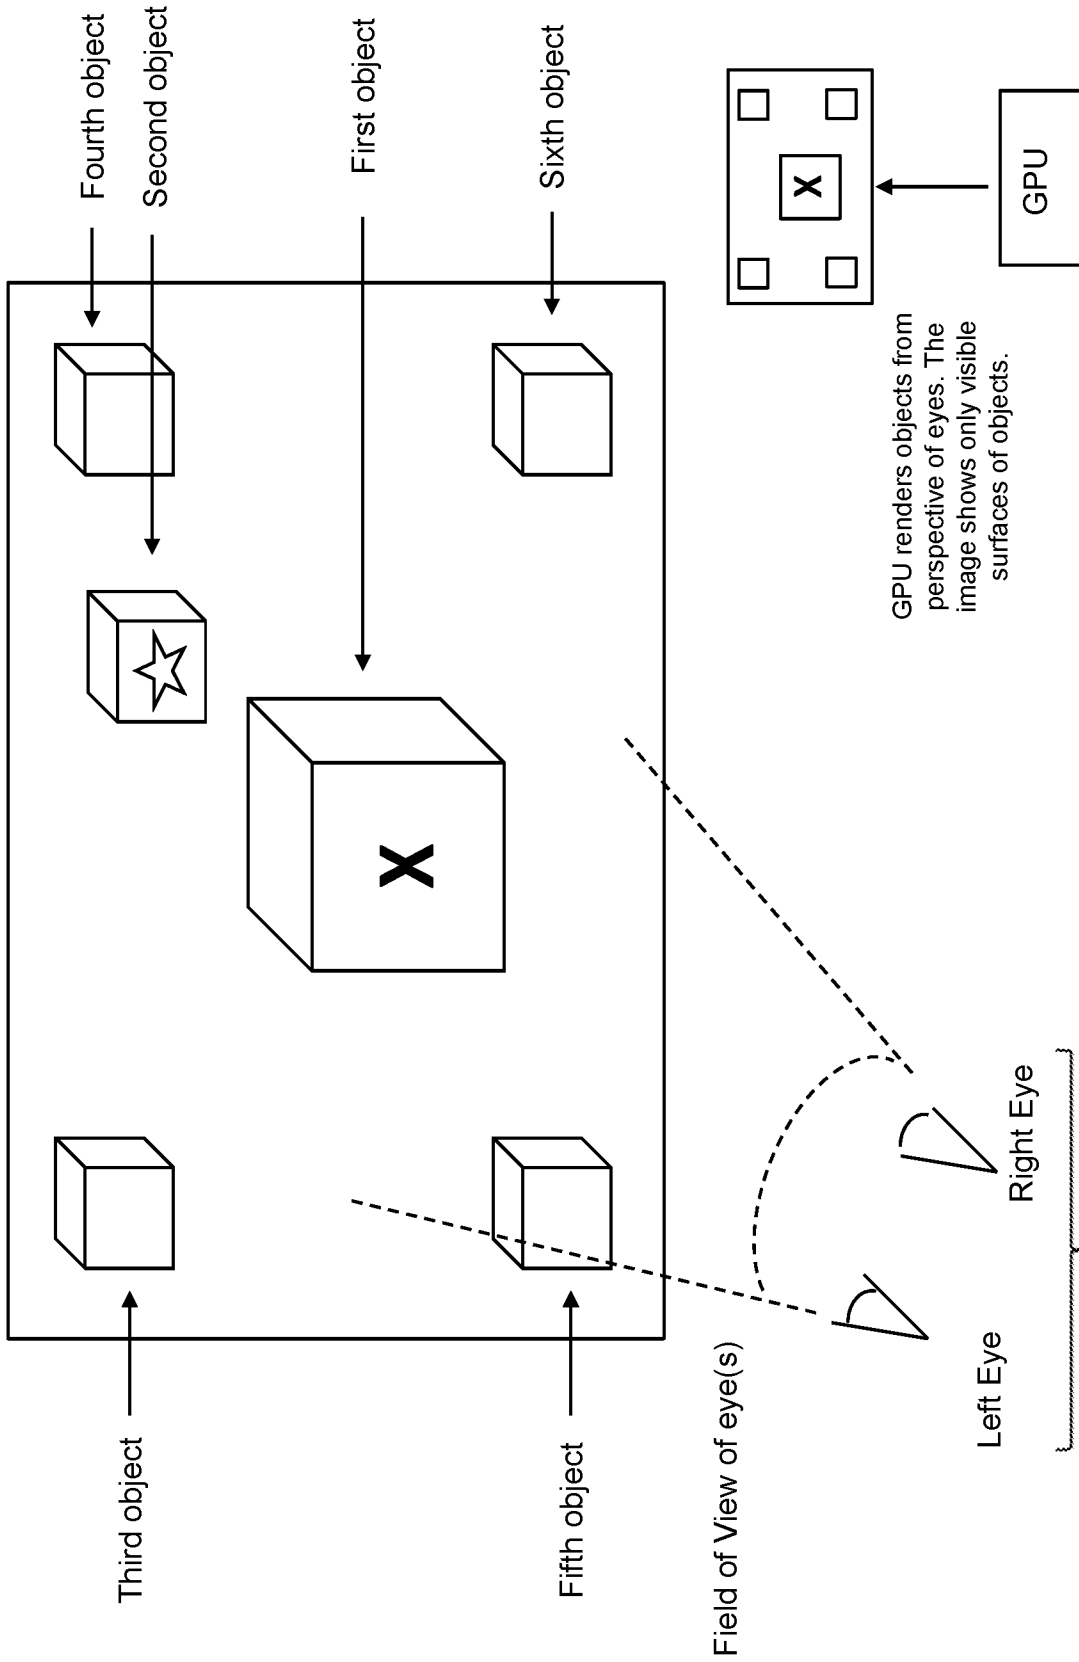 Fourth object
Second object
First object
Sixth object
Third object
Fifth object
X
Field of View of eye(s)
Left Eye
Right Eye
X
GPU
GPU renders objects from
perspective of eyes. The
image shows only visible
surfaces of objects.